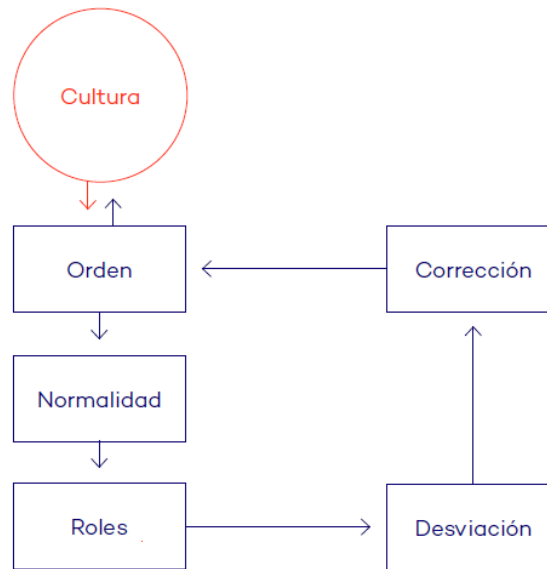 Cultura
Orden
Corrección
Normalidad
Roles
Desviación